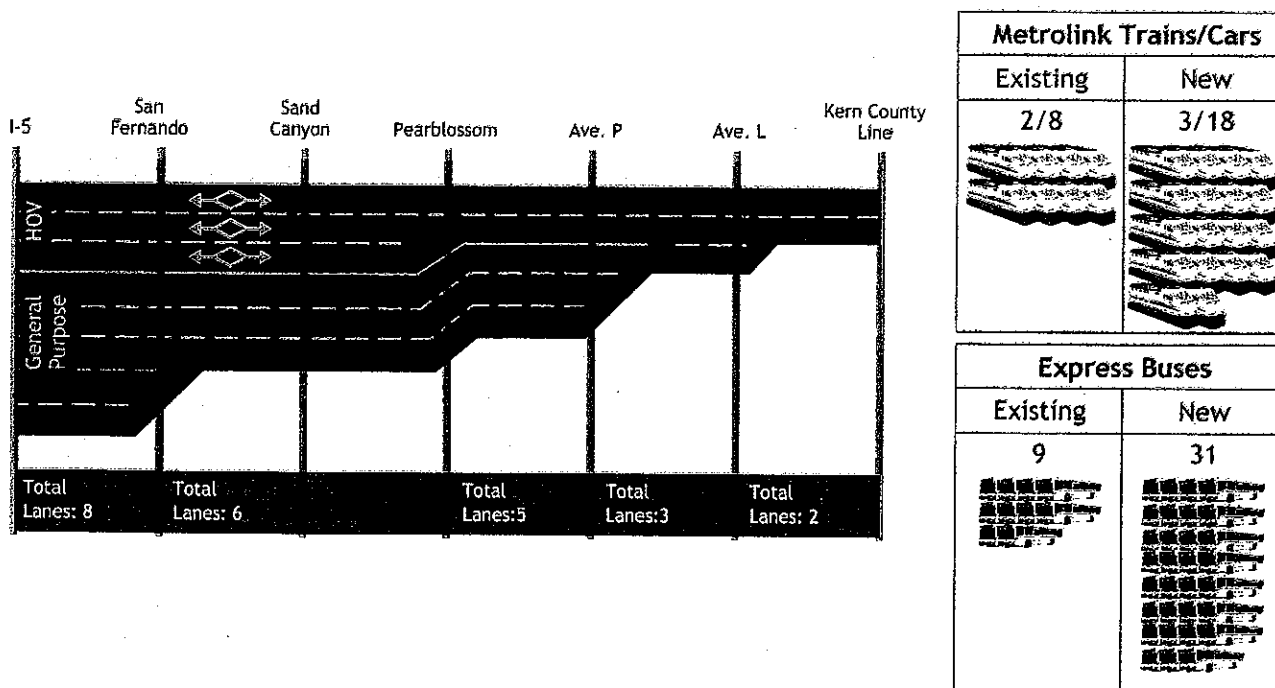 I-5
San
Fernando
Sand
Canyon
Pearblossom
Ave. P
Ave. L
Kern County
Line
HOV
General
Purpose
Total
Lanes: 8
Total
Lanes: 6
Total
Lanes:5
Total
Lanes:3
Total
Lanes: 2
Metrolink Trains/Cars
Existing
New
2/8
3/18
Express Buses
Existing
New
9
31